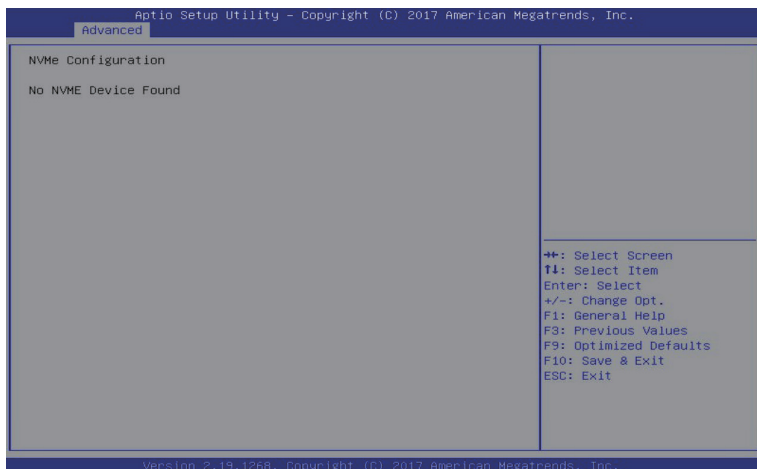 Aptio Setup Utility – Copyright (C) 2017 American Megatrends, Inc.
Advanced
NVMe Configuration
No NVME Device Found
→←: Select Screen
↑↓: Select Item
Enter: Select
+/-: Change Opt.
F1: General Help
F3: Previous Values
F9: Optimized Defaults
F10: Save & Exit
ESC: Exit
Version 2.19.1268. Copyright (C) 2017 American Megatrends, Inc.